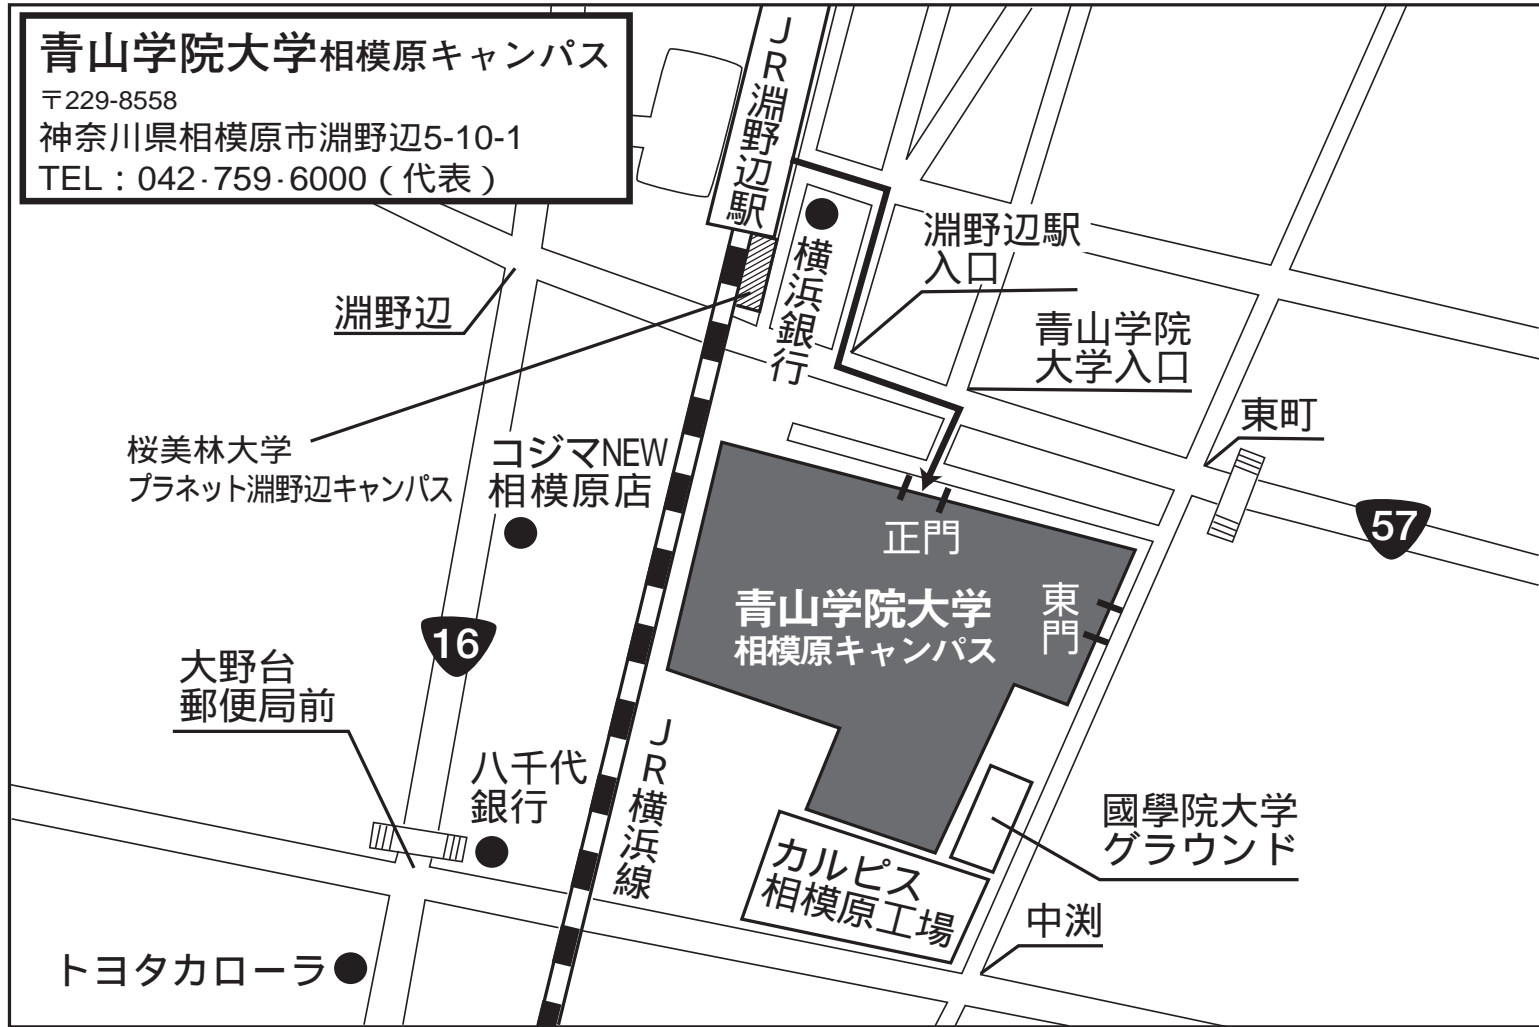 青山学院大学相模原キャンパス
〒229-8558
神奈川県相模原市淵野辺5-10-1
TEL：042·759·6000（代表）
JR淵野辺駅
横浜銀行
淵野辺駅
入口
淵野辺
青山学院
大学入口
東町
桜美林大学
プラネット淵野辺キャンパス
コジマNEW
相模原店
57
正門
青山学院大学
相模原キャンパス
東門
16
大野台
郵便局前
八千代
銀行
JR横浜線
國學院大学
グラウンド
カルピス
相模原工場
中渕
トヨタカローラ